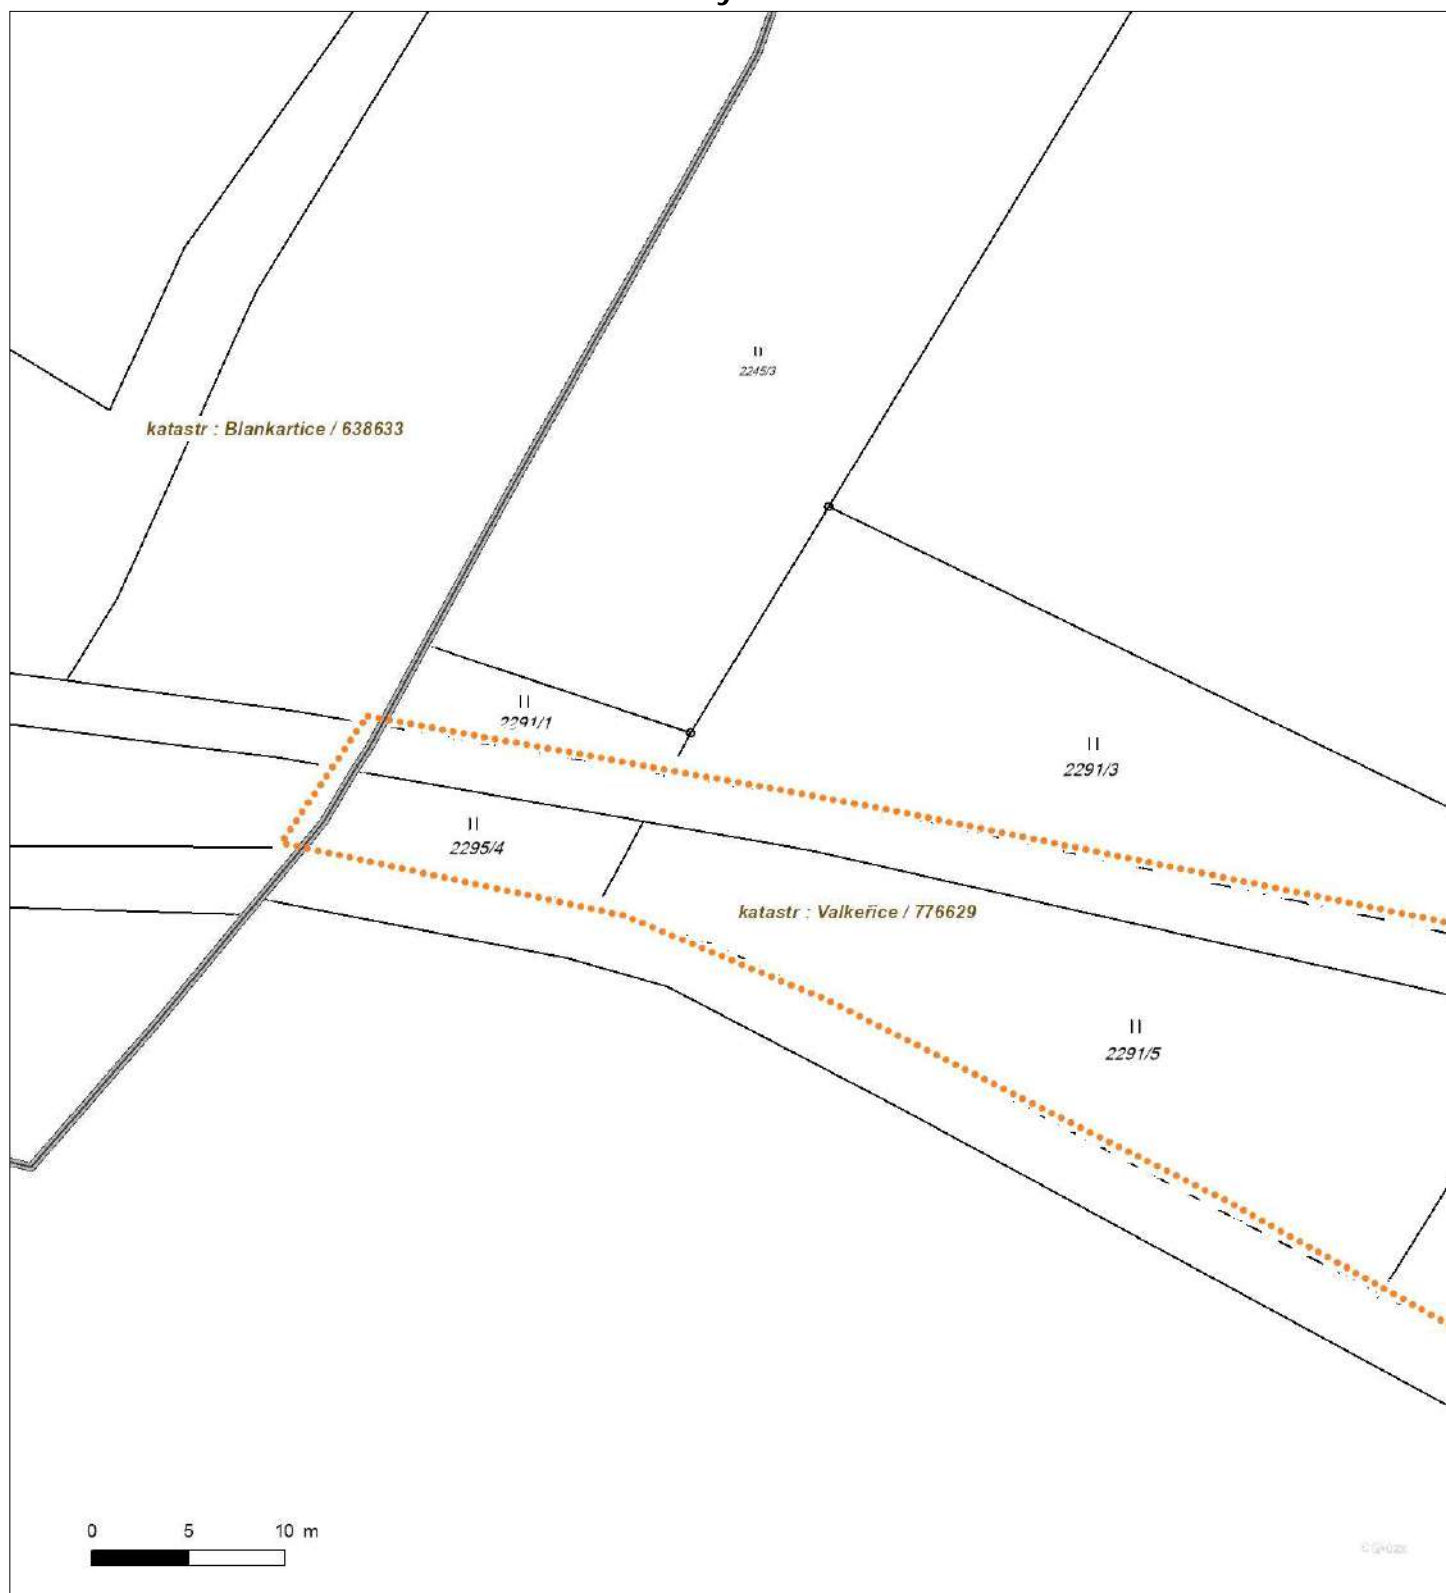 II
2245/3
katastr : Blankartice / 638633
II
2291/1
II
2291/3
II
2295/4
katastr : Valkeřice / 776629
II
2291/5
0 5 10 m